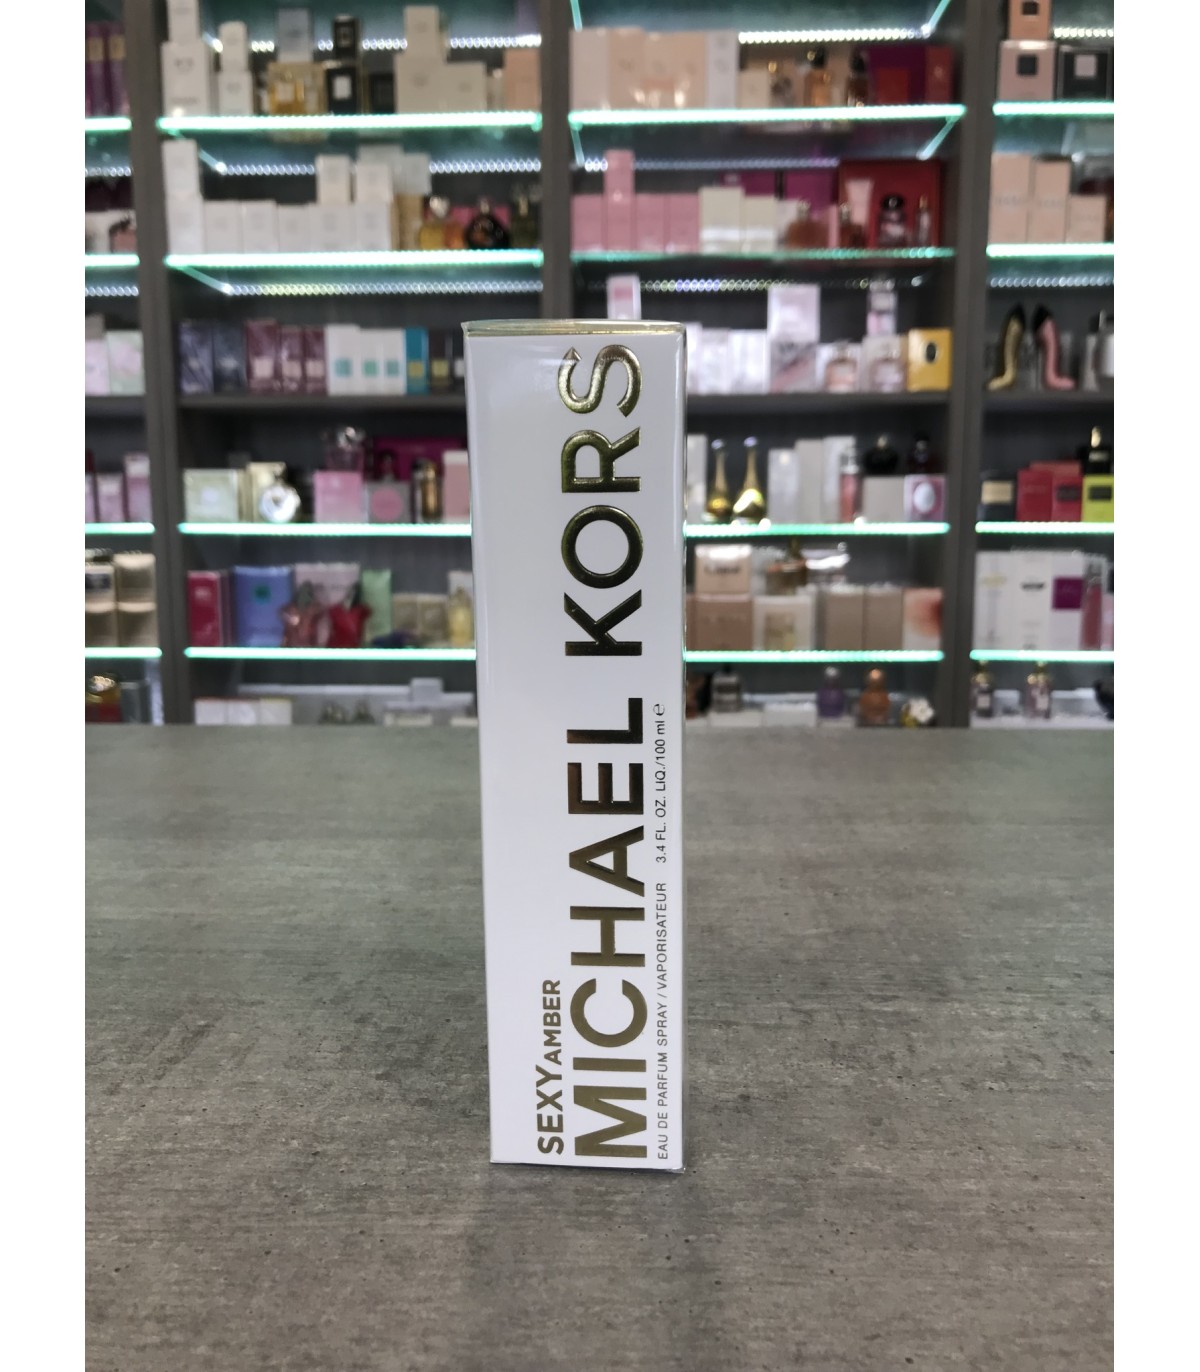 SEXY AMBER
MICHAEL KORS
EAU DE PARFUM SPRAY / VAPORISATEUR 3.4 FL. OZ. LIQ./100 ml ℮